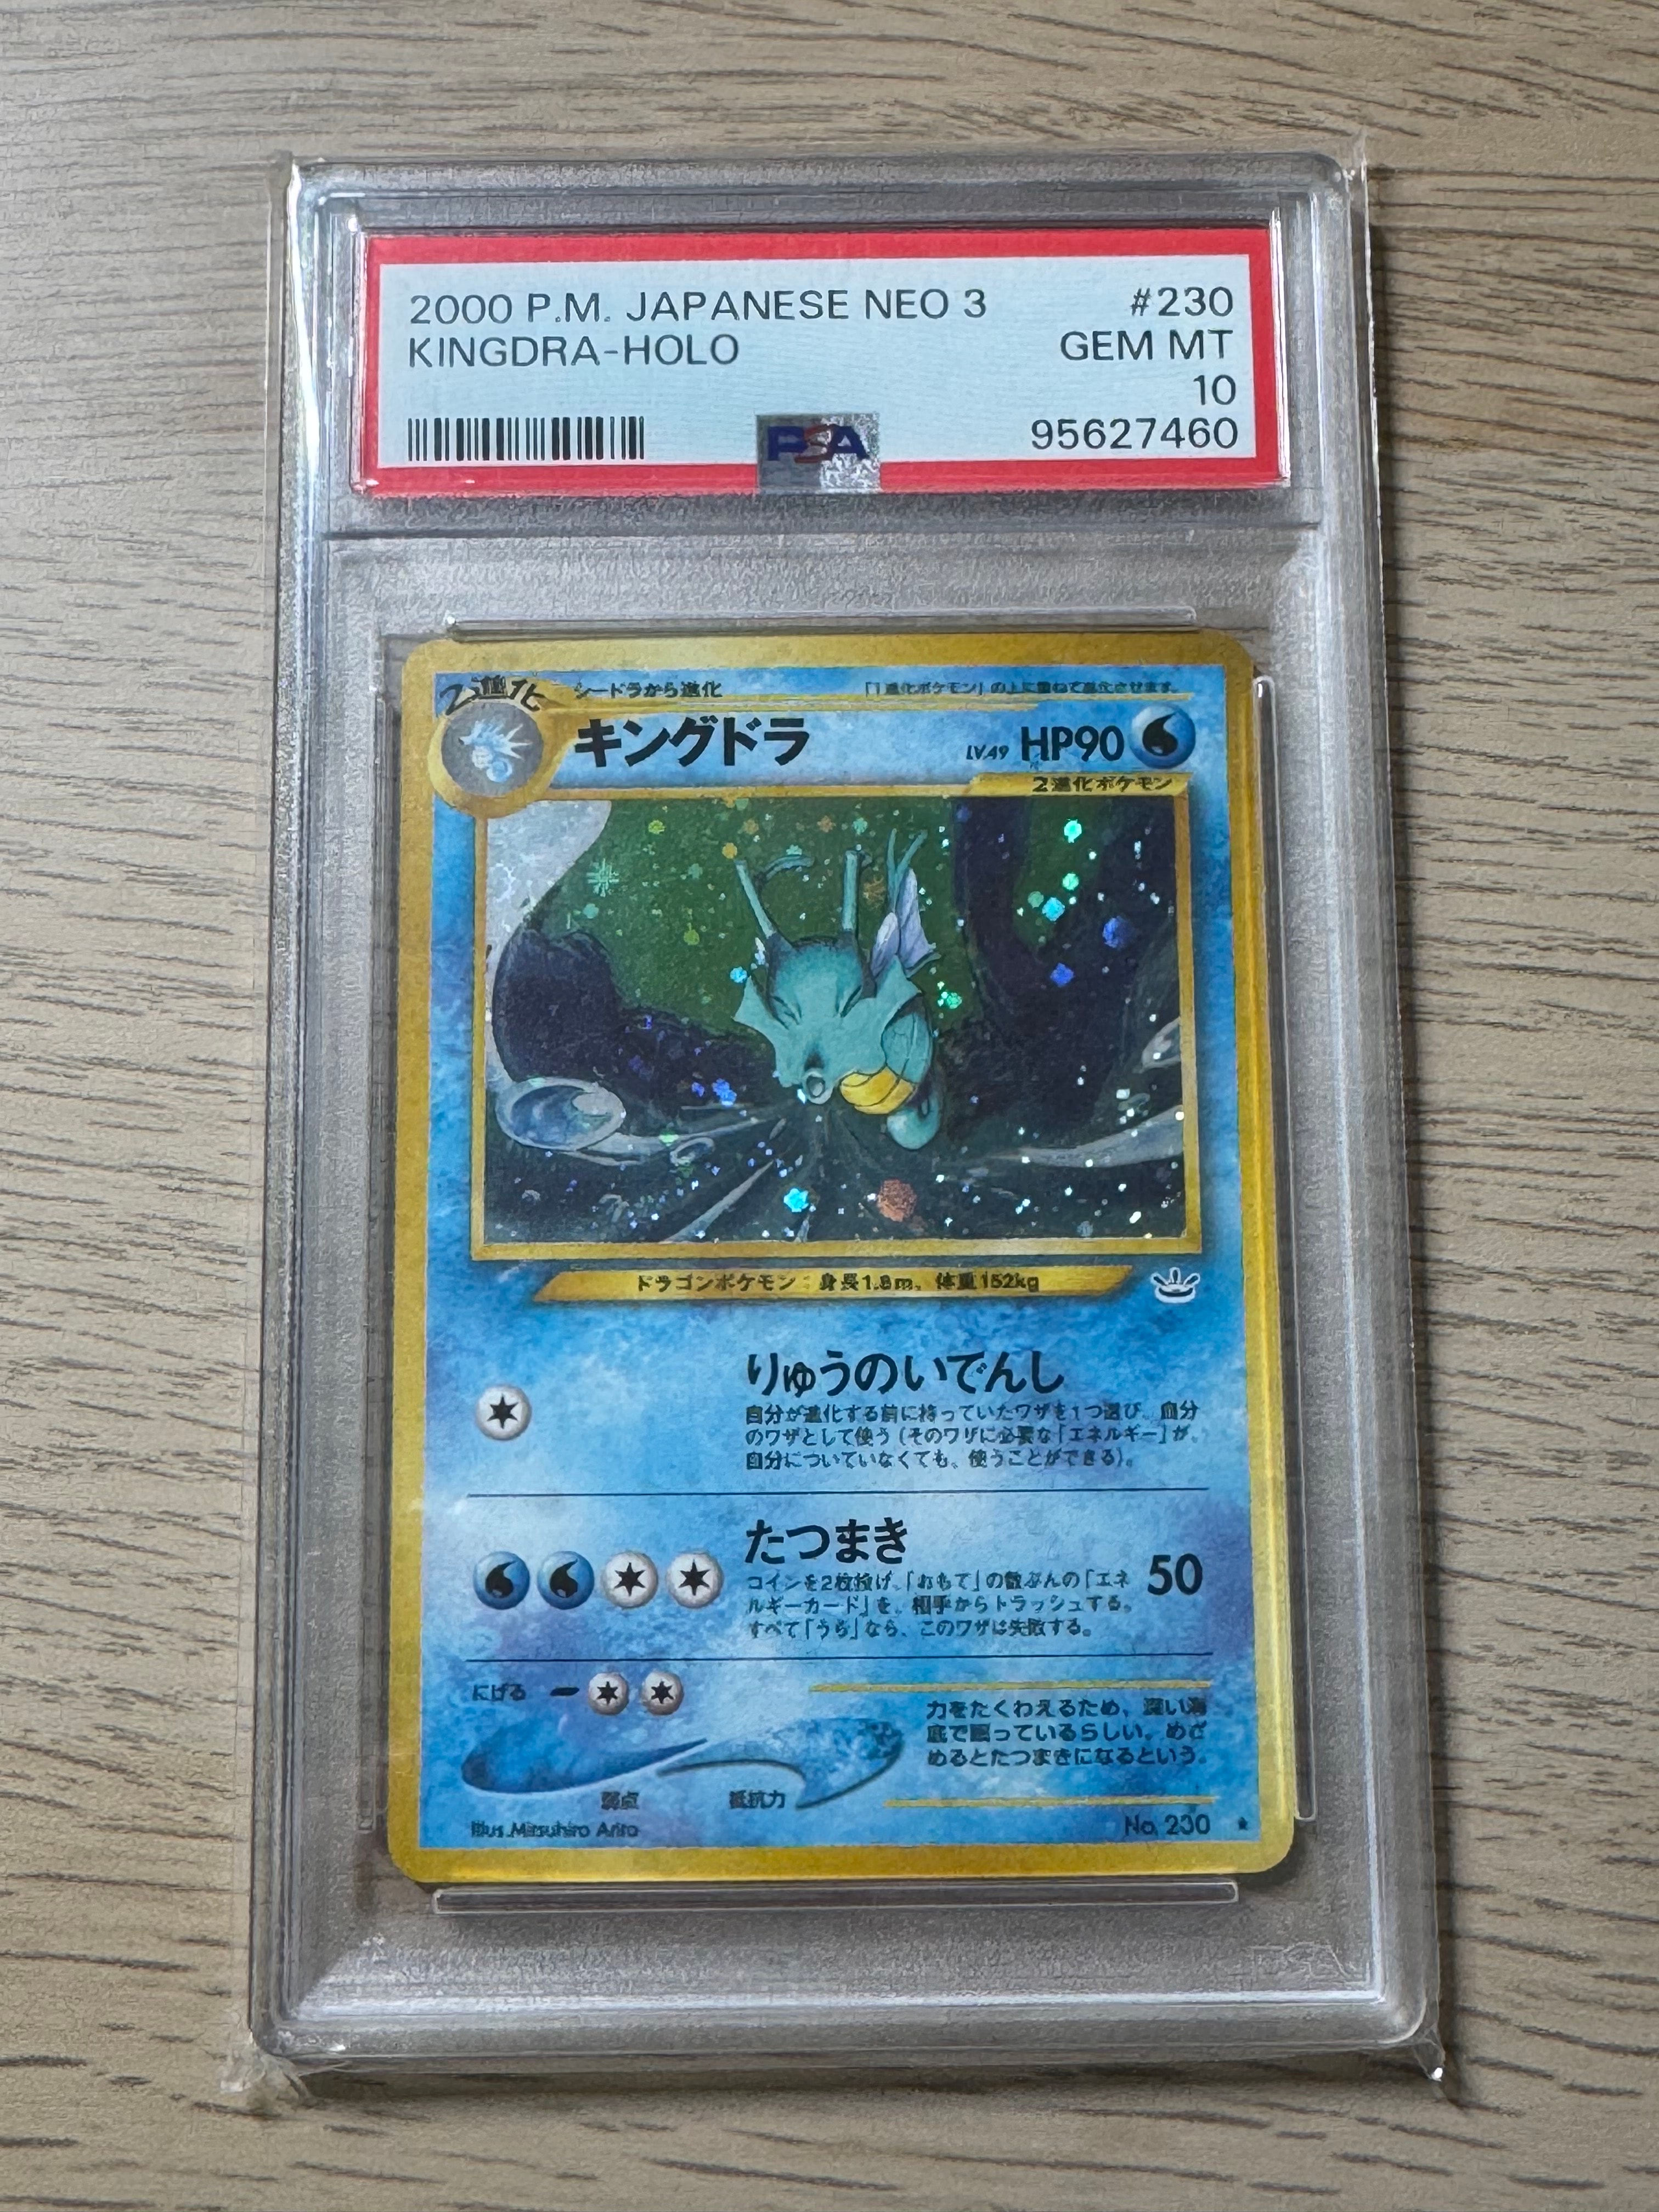 2000 P.M. JAPANESE NEO 3 #230
KINGDRA-HOLO GEM MT
10
PSA 95627460
2進化 シードラから進化 「1進化ポケモン」の上に重ねて進化させます。
キングドラ LV.49 HP90
2進化ポケモン
ドラゴンポケモン:身長1.8m、体重152kg
りゅうのいでんし
自分が進化する前に持っていたワザを1つ選び、自分
のワザとして使う(そのワザに必要な「エネルギー」が、
自分についていなくても、使うことができる)。
たつまき 50
コインを2枚投げ、「おもて」の数ぶんの「エネ
ルギーカード」を、相手からトラッシュする。
すべて「うら」なら、このワザは失敗する。
にげる
力をたくわえるため、深い海
底で眠っているらしい。めざ
めるとたつまきになるという。
弱点 抵抗力
Illus.Mitsuhiro Arita No.230 ★